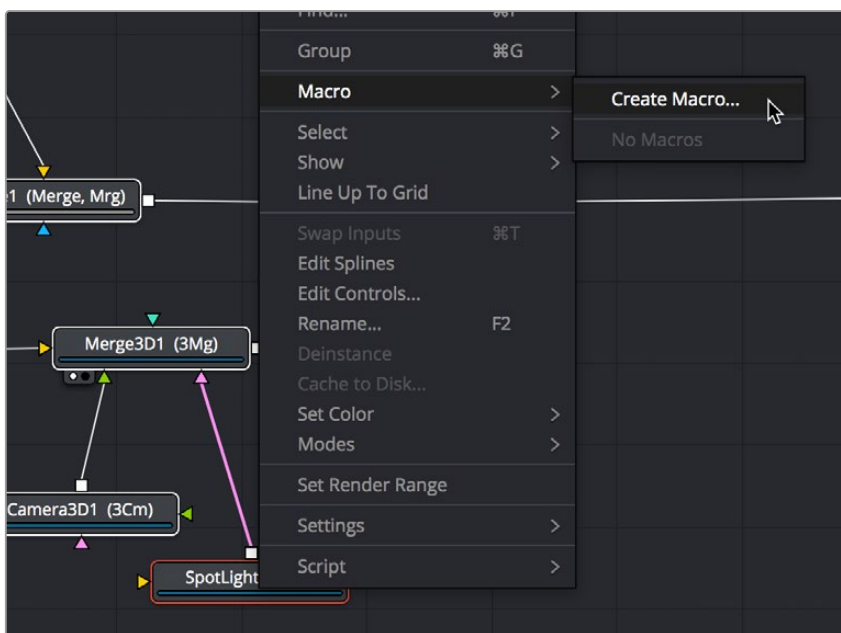 Find...
Group ⌘G
Macro >
Create Macro...
Select >
No Macros
Show >
Line Up To Grid
e1 (Merge, Mrg)
Swap Inputs ⌘T
Edit Splines
Edit Controls...
Rename... F2
Merge3D1 (3Mg)
Deinstance
Cache to Disk...
Set Color >
Modes >
Set Render Range
Camera3D1 (3Cm)
Settings >
Script >
SpotLight